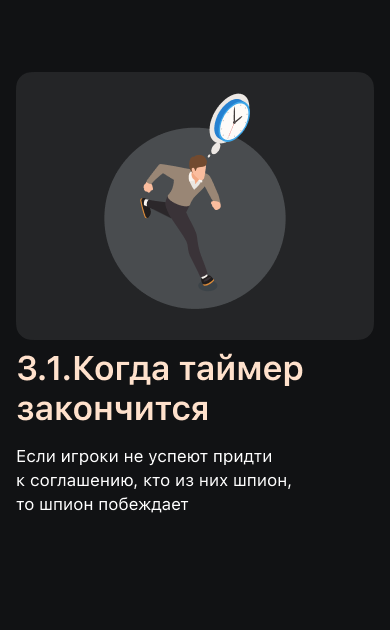 3.1.Когда таймер
закончится
Если игроки не успеют придти
к соглашению, кто из них шпион,
то шпион побеждает